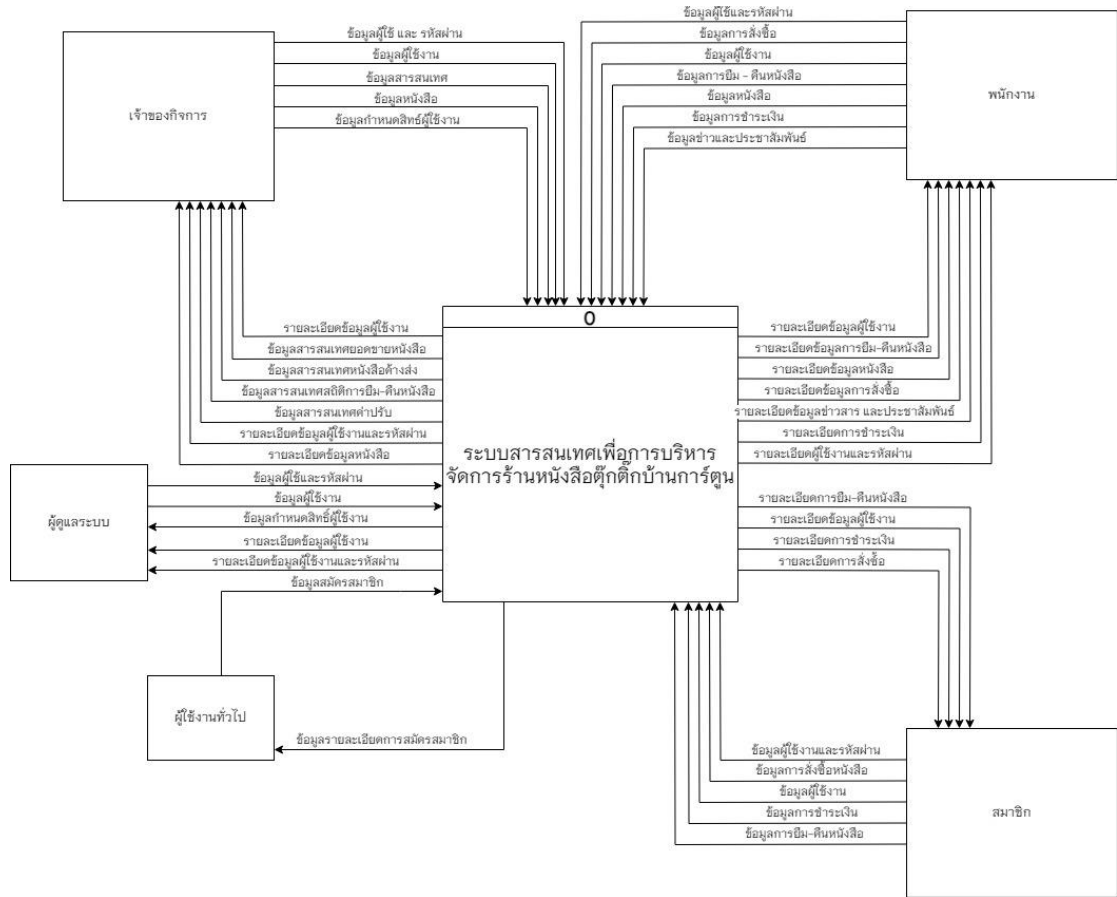 เจ้าของกิจการ
ข้อมูลผู้ใช้ และ รหัสผ่าน
ข้อมูลผู้ใช้งาน
ข้อมูลสารสนเทศ
ข้อมูลหนังสือ
ข้อมูลกำหนดสิทธ์ผู้ใช้งาน
ข้อมูลผู้ใช้และรหัสผ่าน
ข้อมูลการสั่งซื้อ
ข้อมูลผู้ใช้งาน
ข้อมูลการยืม - คืนหนังสือ
ข้อมูลหนังสือ
ข้อมูลการชำระเงิน
ข้อมูลข่าวและประชาสัมพันธ์
พนักงาน
รายละเอียดข้อมูลผู้ใช้งาน
ข้อมูลสารสนเทศยอดขายหนังสือ
ข้อมูลสารสนเทศหนังสือค้างส่ง
ข้อมูลสารสนเทศสถิติการยืม-คืนหนังสือ
ข้อมูลสารสนเทศค่าปรับ
รายละเอียดข้อมูลผู้ใช้งานและรหัสผ่าน
รายละเอียดข้อมูลหนังสือ
0
ระบบสารสนเทศเพื่อการบริหาร
จัดการร้านหนังสือตุ๊กติ๊กบ้านการ์ตูน
รายละเอียดข้อมูลผู้ใช้งาน
รายละเอียดข้อมูลการยืม-คืนหนังสือ
รายละเอียดข้อมูลหนังสือ
รายละเอียดข้อมูลการสั่งซื้อ
รายละเอียดข้อมูลข่าวสาร และประชาสัมพันธ์
รายละเอียดการชำระเงิน
รายละเอียดผู้ใช้งานและรหัสผ่าน
ผู้ดูแลระบบ
ข้อมูลผู้ใช้และรหัสผ่าน
ข้อมูลผู้ใช้งาน
ข้อมูลกำหนดสิทธิ์ผู้ใช้งาน
รายละเอียดข้อมูลผู้ใช้งาน
รายละเอียดข้อมูลผู้ใช้งานและรหัสผ่าน
ข้อมูลสมัครสมาชิก
รายละเอียดการยืม-คืนหนังสือ
รายละเอียดข้อมูลผู้ใช้งาน
รายละเอียดการชำระเงิน
รายละเอียดการสั่งซื้อ
ผู้ใช้งานทั่วไป
ข้อมูลรายละเอียดการสมัครสมาชิก
ข้อมูลผู้ใช้งานและรหัสผ่าน
ข้อมูลการสั่งซื้อหนังสือ
ข้อมูลผู้ใช้งาน
ข้อมูลการชำระเงิน
ข้อมูลการยืม-คืนหนังสือ
สมาชิก